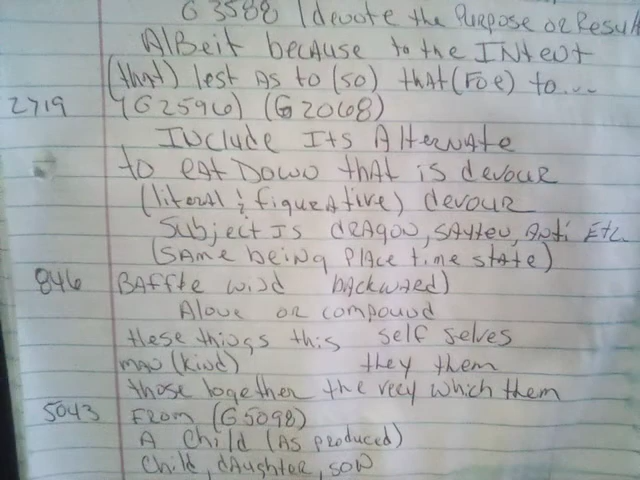 G 3588 / denote the Purpose or Result
Albeit because to the INtent
(that) lest As to (so) that (FOR) to...
2719 (G2596) (G2068)
INclude Its Alternate
to eAt Down that is devour
(literal & figurative) devour
Subject Is dragon, SAyteN, ANti Etc.
(SAme being Place time state)
846 BAffle wind backward)
Alone or compound
these things this self selves
man (kind) they them
those together the very which them
5043 From (G5098)
A Child (As produced)
Child, dAughter, son